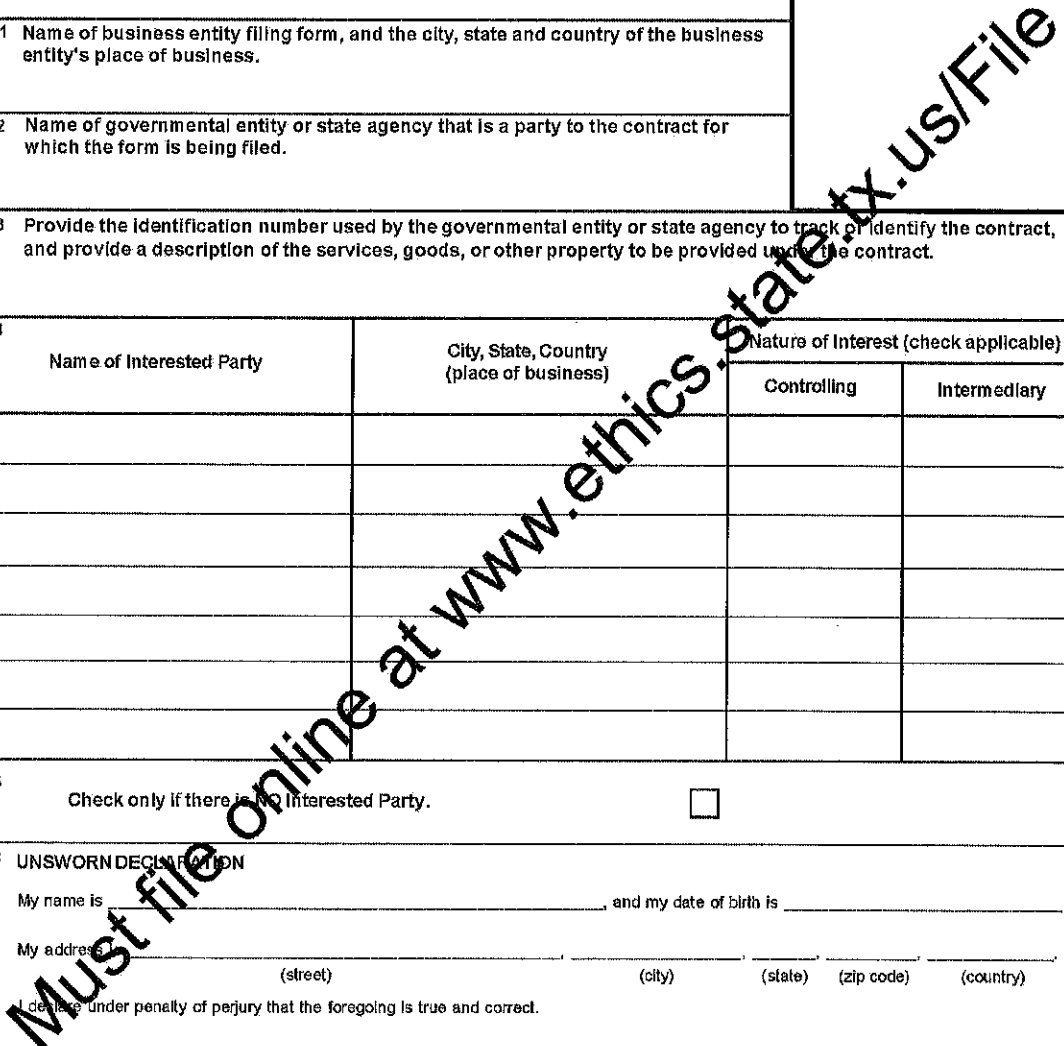 1 Name of business entity filing form, and the city, state and country of the business
entity's place of business.
2 Name of governmental entity or state agency that is a party to the contract for
which the form is being filed.
3 Provide the identification number used by the governmental entity or state agency to track or identify the contract,
and provide a description of the services, goods, or other property to be provided under the contract.
4
Name of Interested Party
City, State, Country
(place of business)
Nature of Interest (check applicable)
Controlling
Intermediary
Check only if there is NO Interested Party.
UNSWORN DECLARATION
My name is , and my date of birth is
My address is , , , ,
(street) (city) (state) (zip code) (country)
I declare under penalty of perjury that the foregoing is true and correct.
Must file online at www.ethics.state.tx.us/File